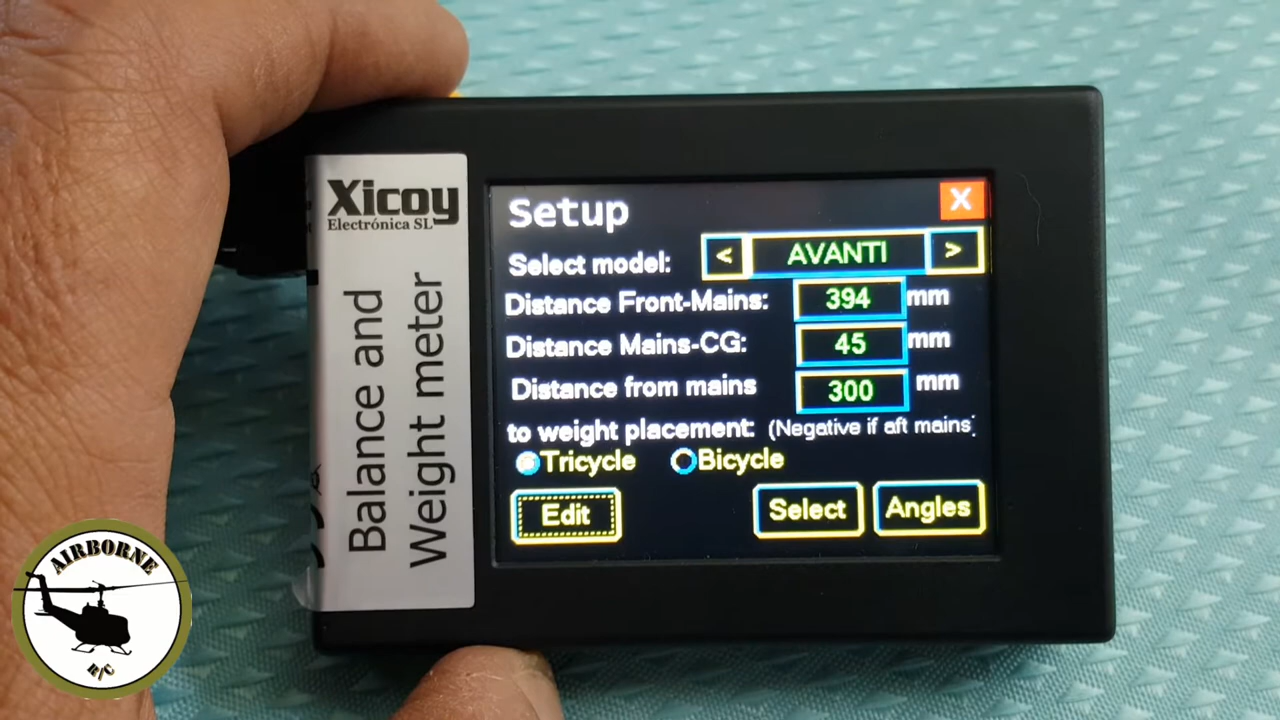 Xicoy
Electrónica SL
Balance and
Weight meter
Setup
X
Select model: < AVANTI >
Distance Front-Mains: 394 mm
Distance Mains-CG: 45 mm
Distance from mains 300 mm
to weight placement: (Negative if aft mains)
Tricycle Bicycle
Edit Select Angles
AIRBORNE
R/C